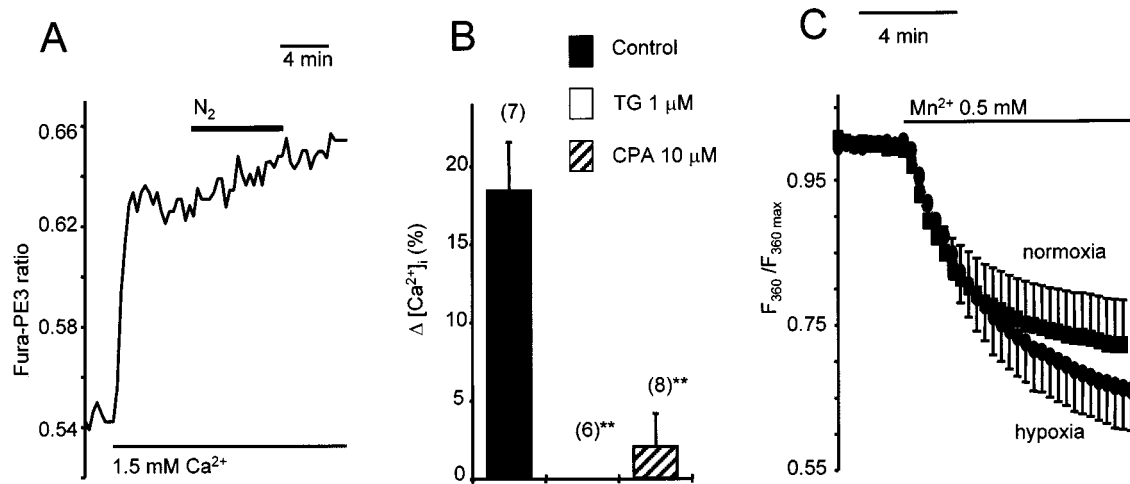 A
4 min
N₂
0.66
0.62
0.58
0.54
Fura-PE3 ratio
1.5 mM Ca²⁺
B
Control
TG 1 µM
CPA 10 µM
(7)
(6)**
(8)**
20
15
10
5
0
Δ [Ca²⁺]ᵢ (%)
C
4 min
Mn²⁺ 0.5 mM
0.95
0.75
0.55
F₃₆₀ /F₃₆₀ max
normoxia
hypoxia